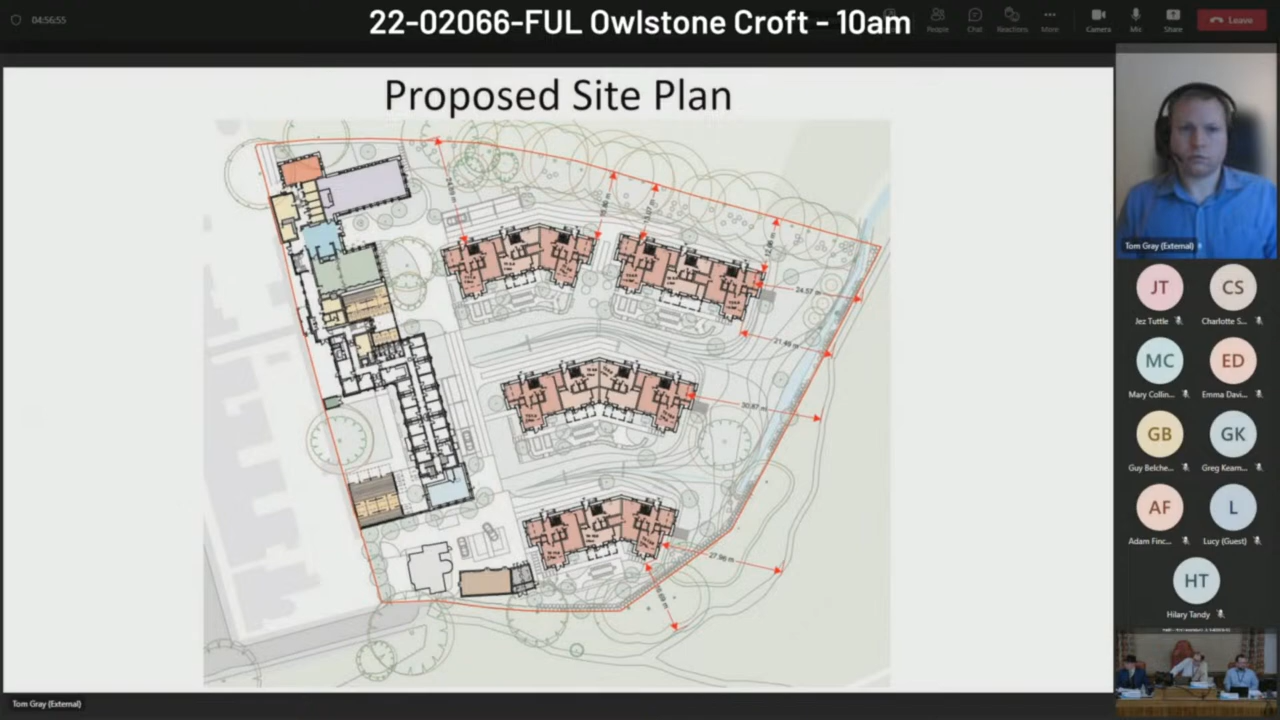 04:56:55
22-02066-FUL Owlstone Croft - 10am
People
Chat
Reactions
More
Camera
Mic
Share
Leave
Proposed Site Plan
24.57 m
21.49 m
30.87 m
27.96 m
Tom Gray (External)
JT
CS
Jez Tuttle
Charlotte S...
MC
ED
Mary Collin...
Emma Davi...
GB
GK
Guy Belche...
Greg Kearn...
AF
L
Adam Finc...
Lucy (Guest)
HT
Hilary Tandy
Tom Gray (External)